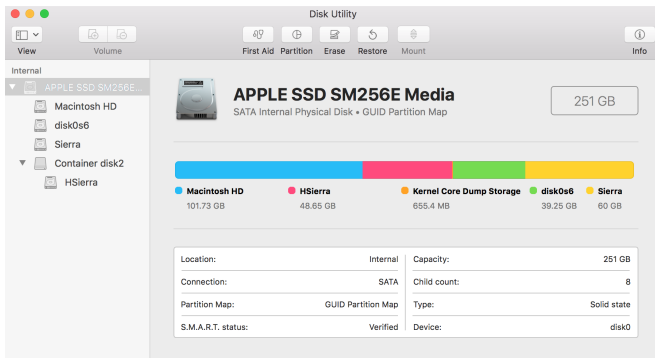 Disk Utility
View
Volume
First Aid
Partition
Erase
Restore
Mount
Info
Internal
APPLE SSD SM256E...
Macintosh HD
disk0s6
Sierra
Container disk2
HSierra
APPLE SSD SM256E Media
SATA Internal Physical Disk • GUID Partition Map
251 GB
Macintosh HD
101.73 GB
HSierra
48.65 GB
Kernel Core Dump Storage
655.4 MB
disk0s6
39.25 GB
Sierra
60 GB
Location: Internal
Capacity: 251 GB
Connection: SATA
Child count: 8
Partition Map: GUID Partition Map
Type: Solid state
S.M.A.R.T. status: Verified
Device: disk0